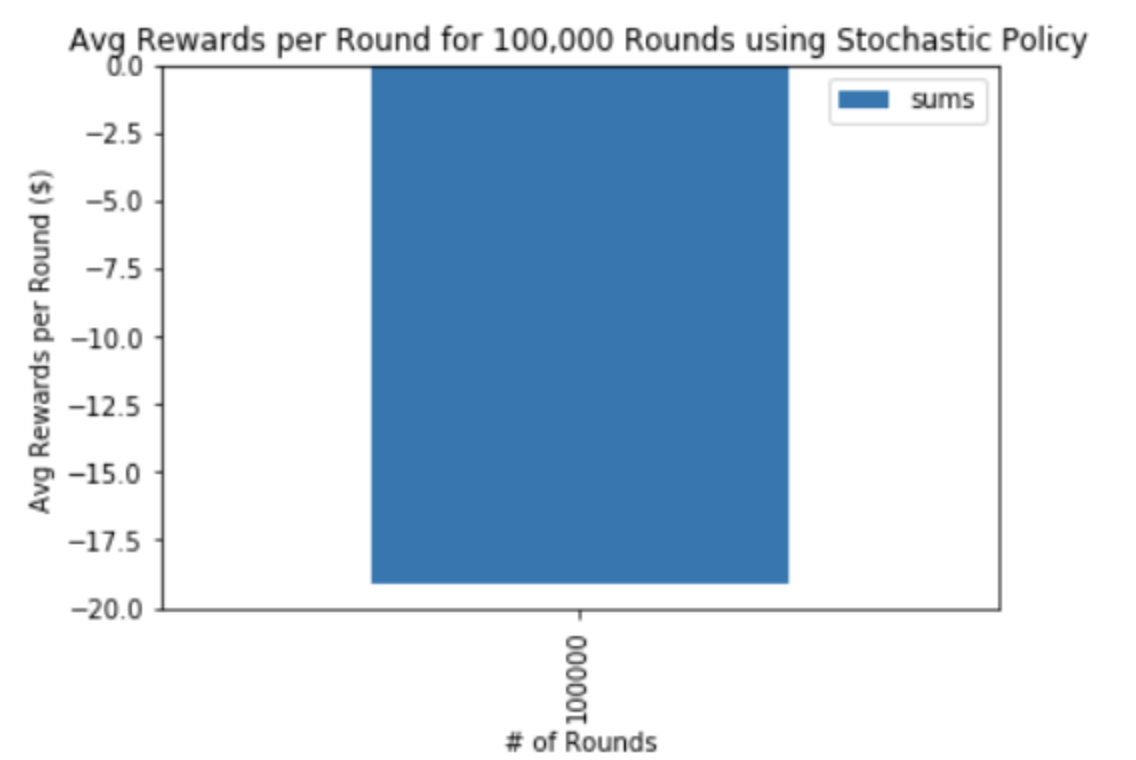 Avg Rewards per Round for 100,000 Rounds using Stochastic Policy
sums
Avg Rewards per Round ($)
0.0
−2.5
−5.0
−7.5
−10.0
−12.5
−15.0
−17.5
−20.0
100000
# of Rounds